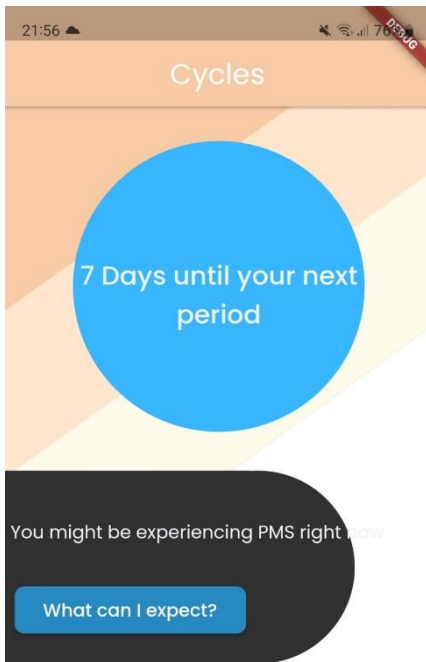 21:56
DEBUG
Cycles
7 Days until your next
period
You might be experiencing PMS right now
What can I expect?